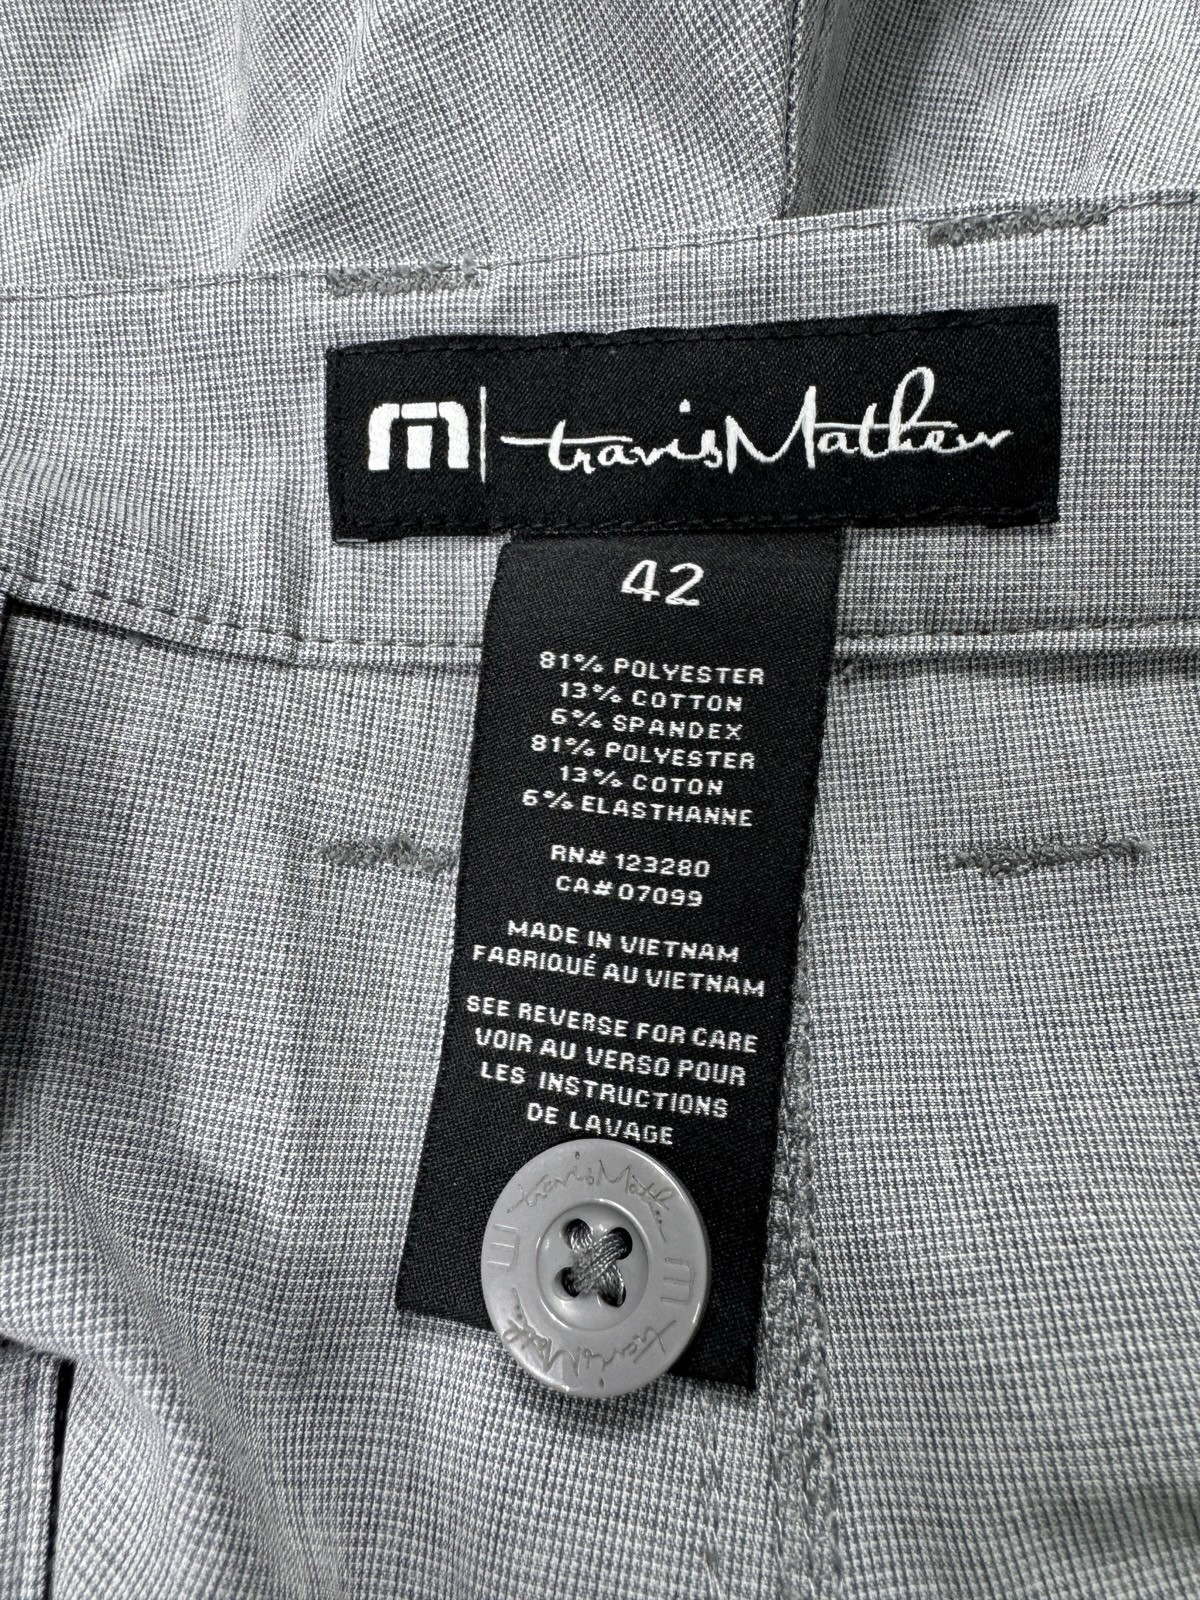 travisMathew
42
81% POLYESTER
13% COTTON
6% SPANDEX
81% POLYESTER
13% COTON
6% ELASTHANNE
RN# 123280
CA# 07099
MADE IN VIETNAM
FABRIQUÉ AU VIETNAM
SEE REVERSE FOR CARE
VOIR AU VERSO POUR
LES INSTRUCTIONS
DE LAVAGE
travisMathew
travisMathew